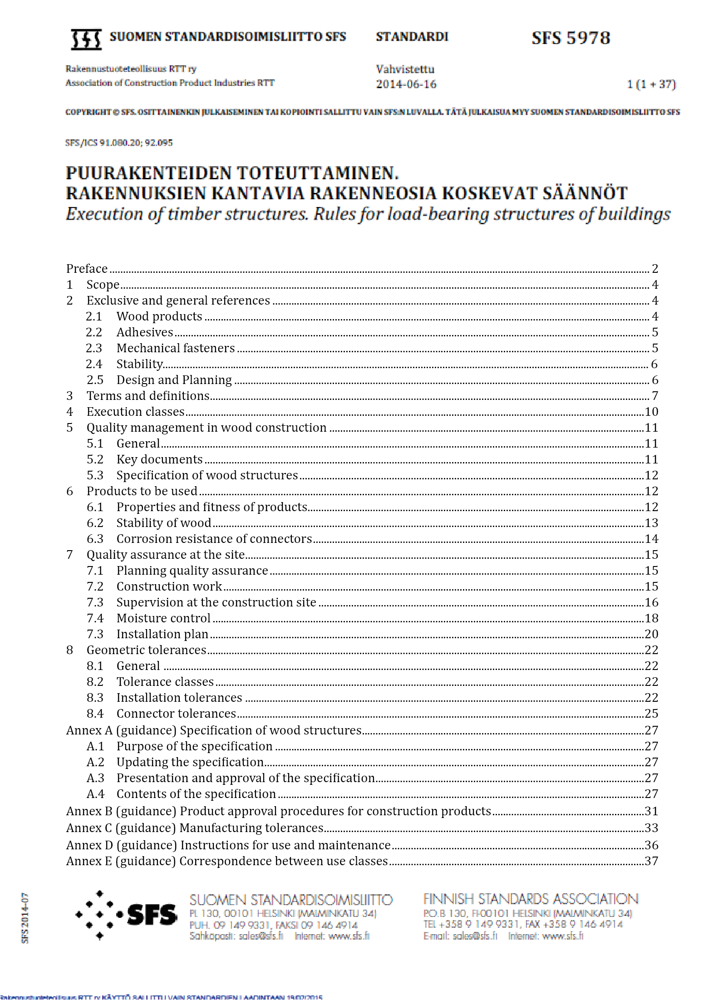 SFS SUOMEN STANDARDISOIMISLIITTO SFS STANDARDI SFS 5978
Rakennustuoteteollisuus RTT ry Vahvistettu
Association of Construction Product Industries RTT 2014-06-16 1 (1 + 37)
COPYRIGHT © SFS. OSITTAINENKIN JULKAISEMINEN TAI KOPIOINTI SALLITTU VAIN SFS:N LUVALLA. TÄTÄ JULKAISUA MYY SUOMEN STANDARDISOIMISLIITTO SFS
SFS/ICS 91.080.20; 92.095
PUURAKENTEIDEN TOTEUTTAMINEN.
RAKENNUKSIEN KANTAVIA RAKENNEOSIA KOSKEVAT SÄÄNNÖT
Execution of timber structures. Rules for load-bearing structures of buildings
Preface 2
1 Scope 4
2 Exclusive and general references 4
2.1 Wood products 4
2.2 Adhesives 5
2.3 Mechanical fasteners 5
2.4 Stability 6
2.5 Design and Planning 6
3 Terms and definitions 7
4 Execution classes 10
5 Quality management in wood construction 11
5.1 General 11
5.2 Key documents 11
5.3 Specification of wood structures 12
6 Products to be used 12
6.1 Properties and fitness of products 12
6.2 Stability of wood 13
6.3 Corrosion resistance of connectors 14
7 Quality assurance at the site 15
7.1 Planning quality assurance 15
7.2 Construction work 15
7.3 Supervision at the construction site 16
7.4 Moisture control 18
7.3 Installation plan 20
8 Geometric tolerances 22
8.1 General 22
8.2 Tolerance classes 22
8.3 Installation tolerances 22
8.4 Connector tolerances 25
Annex A (guidance) Specification of wood structures 27
A.1 Purpose of the specification 27
A.2 Updating the specification 27
A.3 Presentation and approval of the specification 27
A.4 Contents of the specification 27
Annex B (guidance) Product approval procedures for construction products 31
Annex C (guidance) Manufacturing tolerances 33
Annex D (guidance) Instructions for use and maintenance 36
Annex E (guidance) Correspondence between use classes 37
SFS 2014-07
SFS
SUOMEN STANDARDISOIMISLIITTO
PL 130, 00101 HELSINKI (MALMINKATU 34)
PUH. 09 149 9331, FAKSI 09 146 4914
Sähköposti: sales@sfs.fi Internet: www.sfs.fi
FINNISH STANDARDS ASSOCIATION
P.O.B 130, FI-00101 HELSINKI (MALMINKATU 34)
TEL +358 9 149 9331, FAX +358 9 146 4914
E-mail: sales@sfs.fi Internet: www.sfs.fi
Rakennustuoteteollisuus RTT ry KÄYTTÖ SALLITTU VAIN STANDARDIEN LAADINTAAN 19/02/2015